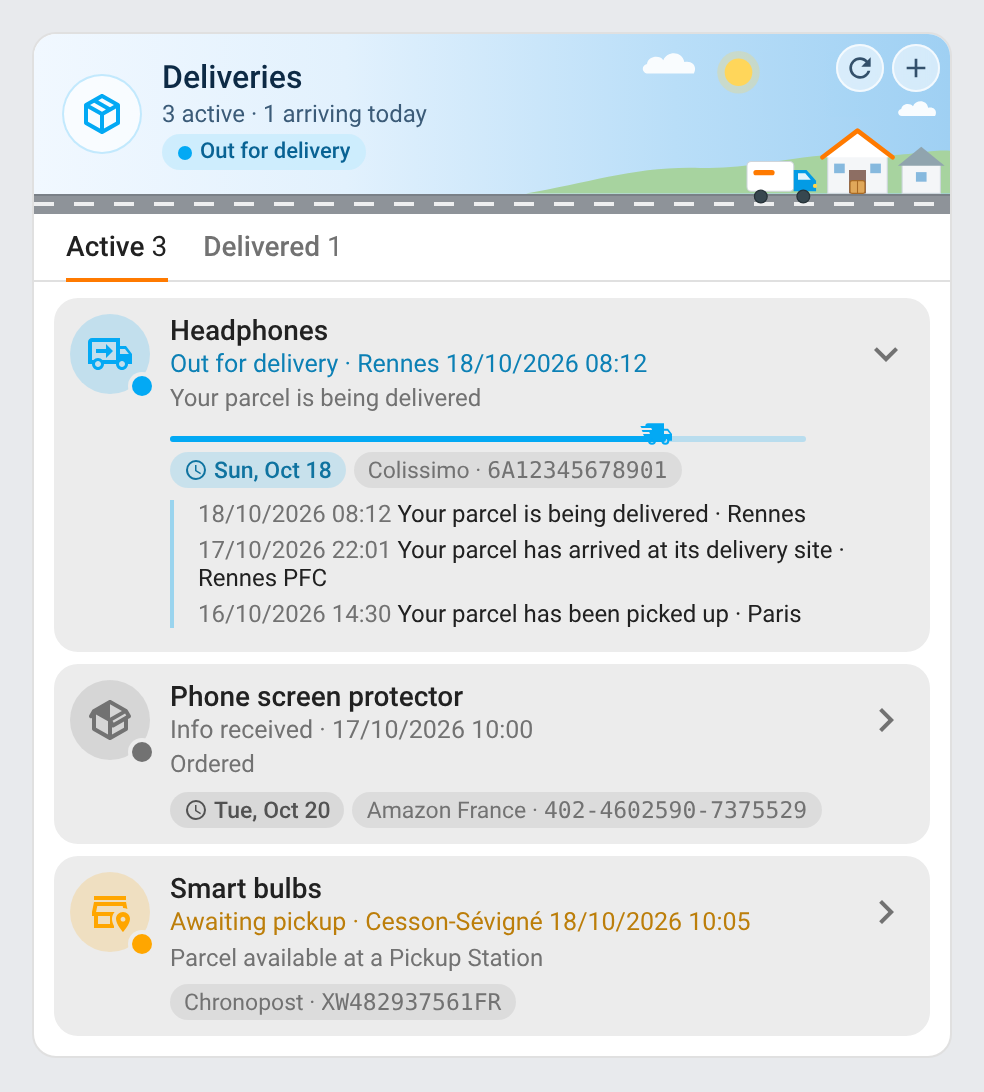 Deliveries
3 active · 1 arriving today
Out for delivery
Active 3
Delivered 1
Headphones
Out for delivery · Rennes 18/10/2026 08:12
Your parcel is being delivered
Sun, Oct 18
Colissimo · 6A12345678901
18/10/2026 08:12 Your parcel is being delivered · Rennes
17/10/2026 22:01 Your parcel has arrived at its delivery site ·
Rennes PFC
16/10/2026 14:30 Your parcel has been picked up · Paris
Phone screen protector
Info received · 17/10/2026 10:00
Ordered
Tue, Oct 20
Amazon France · 402-4602590-7375529
Smart bulbs
Awaiting pickup · Cesson-Sévigné 18/10/2026 10:05
Parcel available at a Pickup Station
Chronopost · XW482937561FR